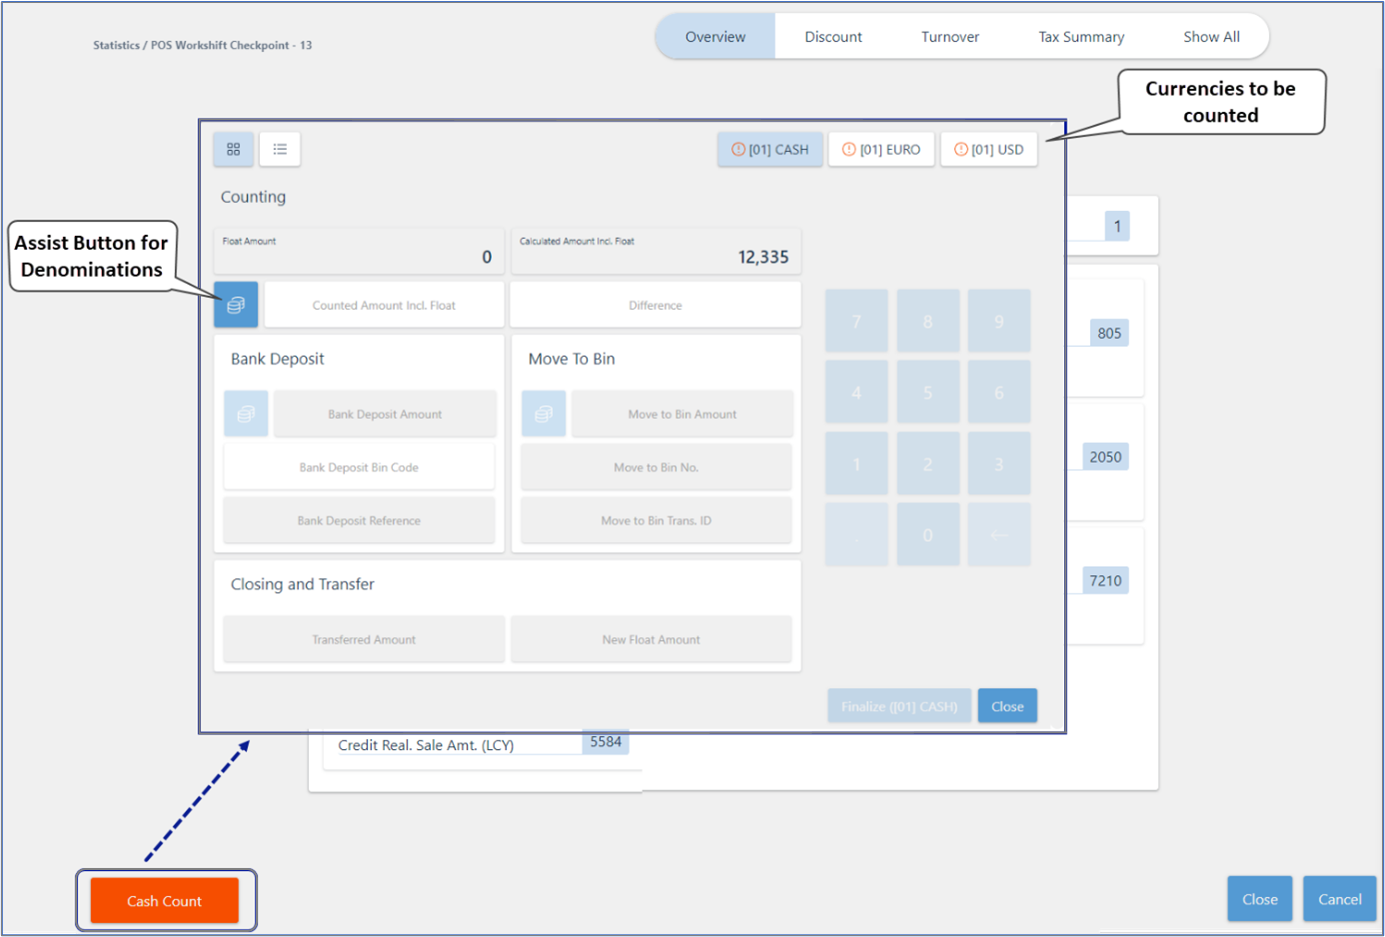 Statistics / POS Workshift Checkpoint - 13
Overview
Discount
Turnover
Tax Summary
Show All
Currencies to be
counted
[01] CASH
[01] EURO
[01] USD
Counting
Assist Button for
Denominations
Float Amount
0
Calculated Amount Incl. Float
12,335
Counted Amount Incl. Float
Difference
Bank Deposit
Bank Deposit Amount
Bank Deposit Bin Code
Bank Deposit Reference
Move To Bin
Move to Bin Amount
Move to Bin No.
Move to Bin Trans. ID
Closing and Transfer
Transferred Amount
New Float Amount
7 8 9
4 5 6
1 2 3
. 0 ←
Finalize ([01] CASH)
Close
1
805
2050
7210
Credit Real. Sale Amt. (LCY)
5584
Cash Count
Close
Cancel